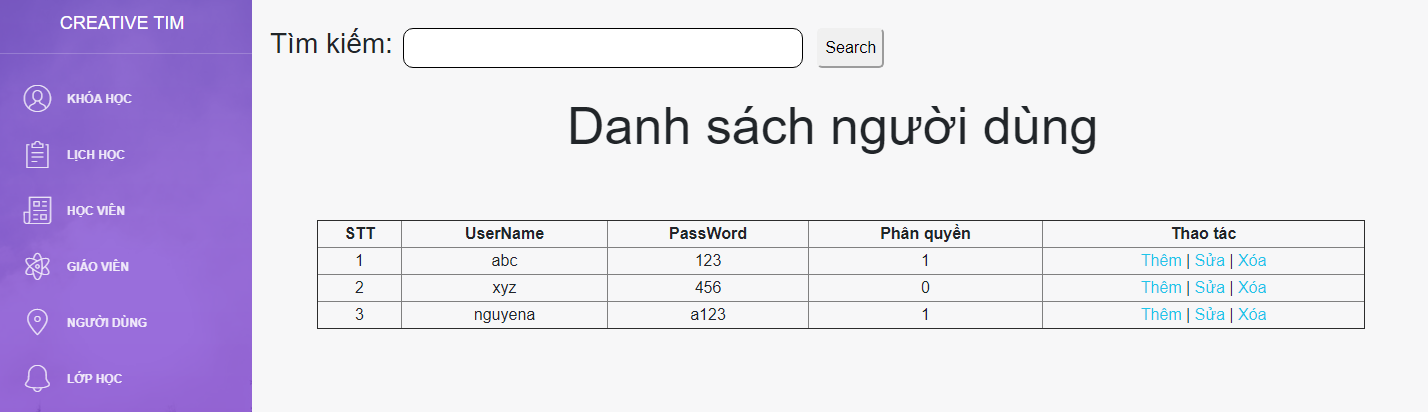 CREATIVE TIM
KHÓA HỌC
LỊCH HỌC
HỌC VIÊN
GIÁO VIÊN
NGƯỜI DÙNG
LỚP HỌC
Tìm kiếm: Search
Danh sách người dùng
STT UserName PassWord Phân quyền Thao tác
1 abc 123 1 Thêm | Sửa | Xóa
2 xyz 456 0 Thêm | Sửa | Xóa
3 nguyena a123 1 Thêm | Sửa | Xóa